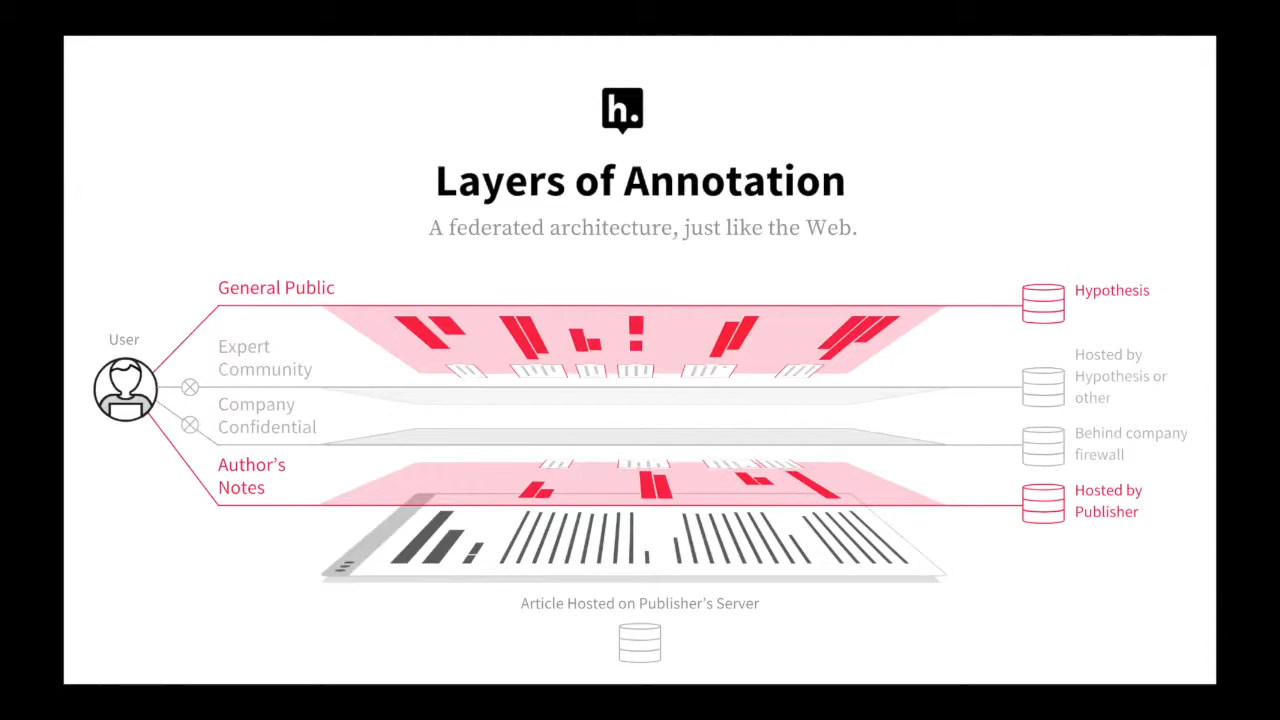 h.
Layers of Annotation
A federated architecture, just like the Web.
General Public
Hypothesis
User
Expert
Community
Hosted by
Hypothesis or
other
Company
Confidential
Behind company
firewall
Author's
Notes
Hosted by
Publisher
Article Hosted on Publisher's Server